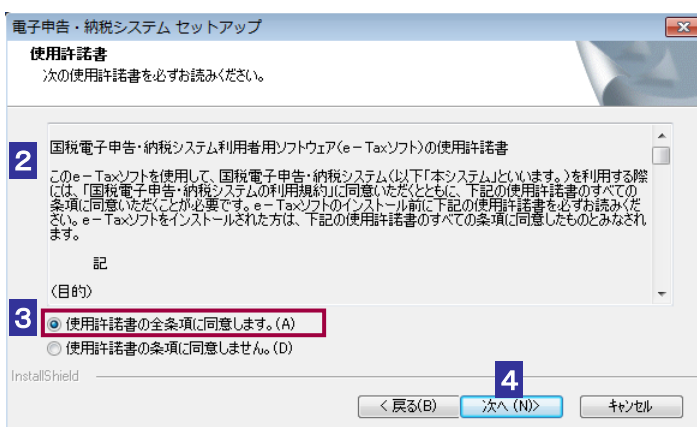 電子申告・納税システム セットアップ
使用許諾書
次の使用許諾書を必ずお読みください。
2
国税電子申告・納税システム利用者用ソフトウェア(e-Taxソフト)の使用許諾書
このe-Taxソフトを使用して、国税電子申告・納税システム(以下「本システム」といいます。)を利用する際
には、「国税電子申告・納税システムの利用規約」に同意いただくとともに、下記の使用許諾書のすべての
条項に同意いただくことが必要です。e-Taxソフトのインストール前に下記の使用許諾書を必ずお読みくだ
さい。e-Taxソフトをインストールされた方は、下記の使用許諾書のすべての条項に同意したものとみなされ
ます。
記
(目的)
3
使用許諾書の全条項に同意します。(A)
使用許諾書の条項に同意しません。(D)
InstallShield
4
< 戻る(B)
次へ (N)>
キャンセル